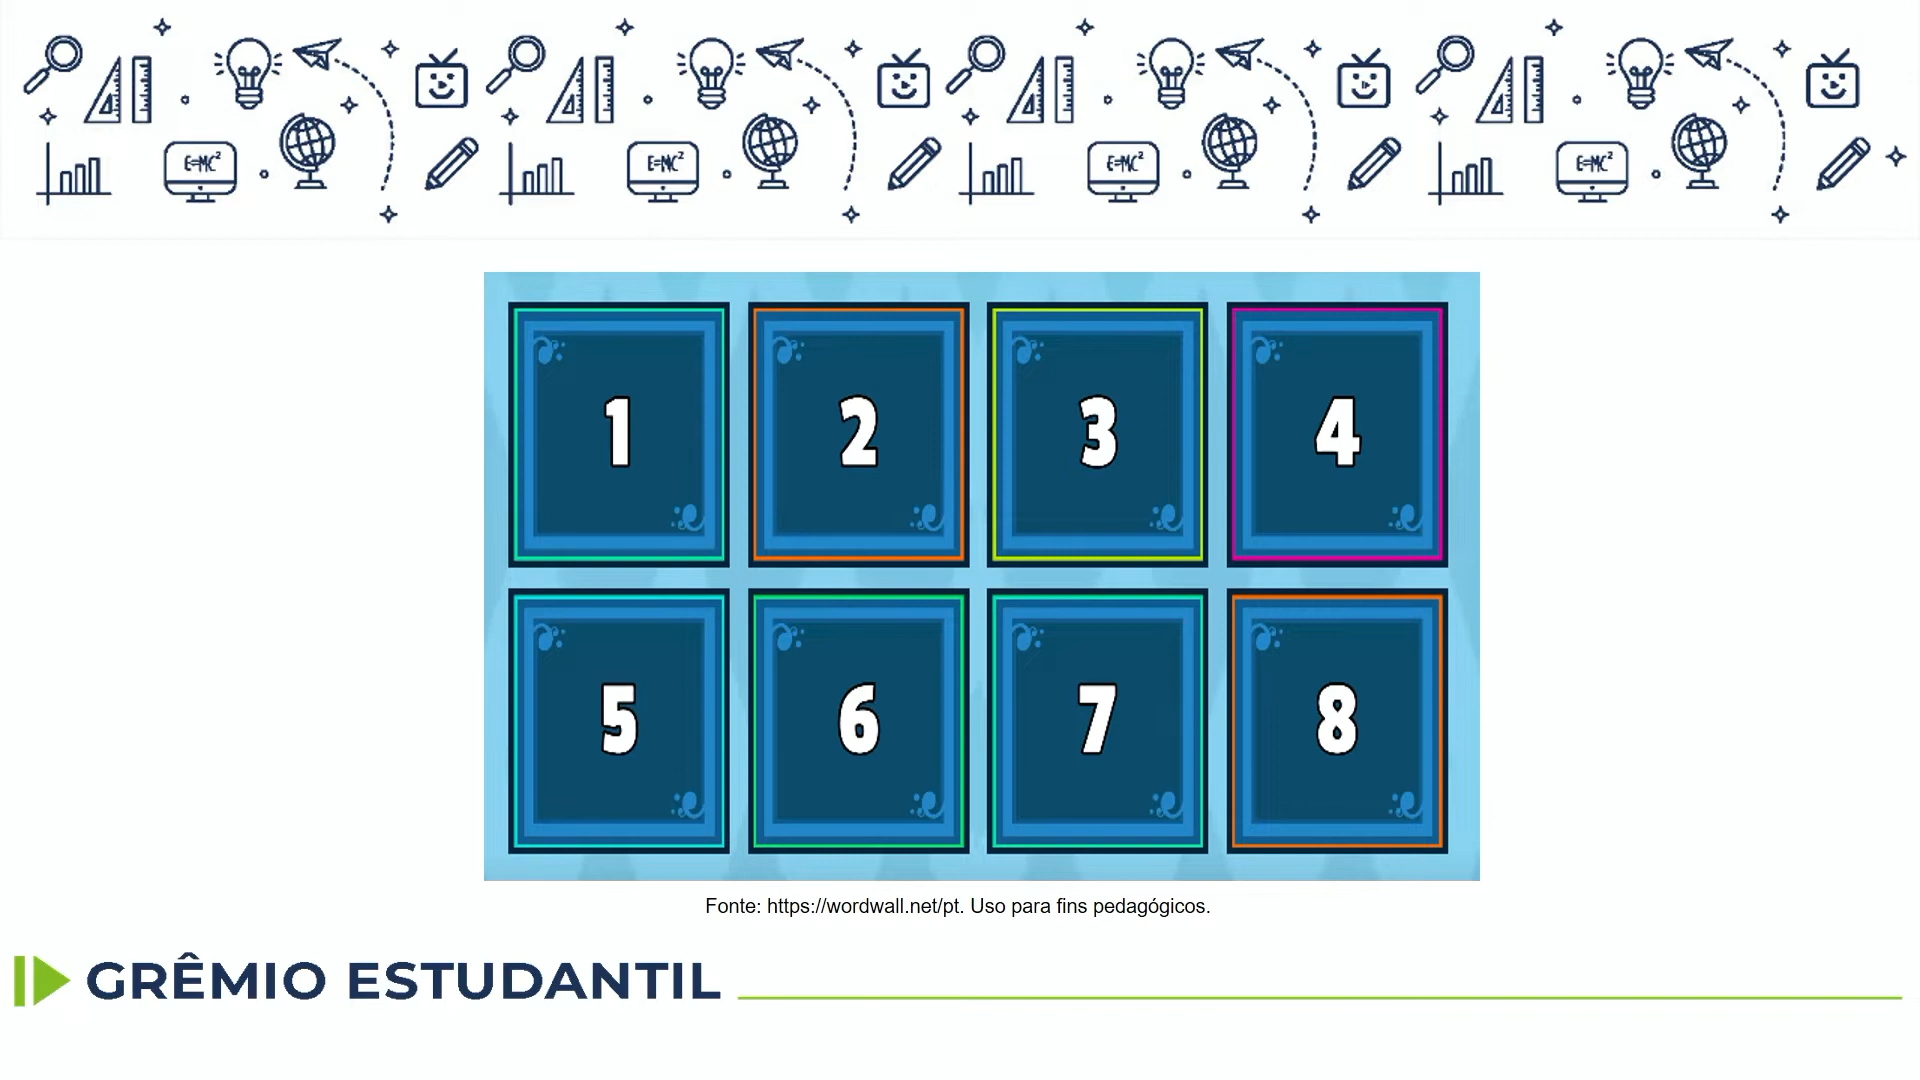 E=MC²
E=MC²
E=MC²
E=MC²
1 2 3 4
5 6 7 8
Fonte: https://wordwall.net/pt. Uso para fins pedagógicos.
GRÊMIO ESTUDANTIL